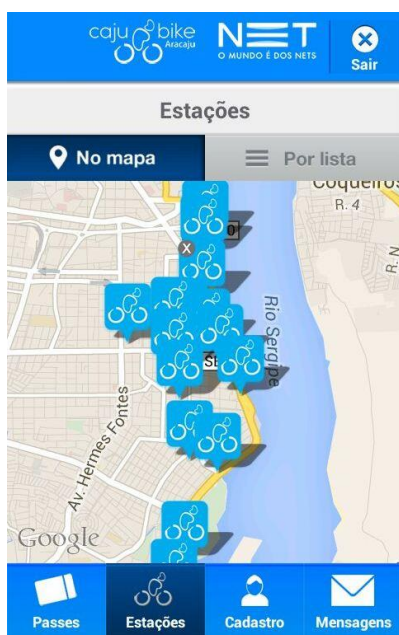 caju bike
Aracaju
NET
O MUNDO É DOS NETS
X
Sair
Estações
No mapa
Por lista
Coqueiros
R. 4
R. N
X
Rio Sergipe
Av. Hermes Fontes
Google
Passes
Estações
Cadastro
Mensagens